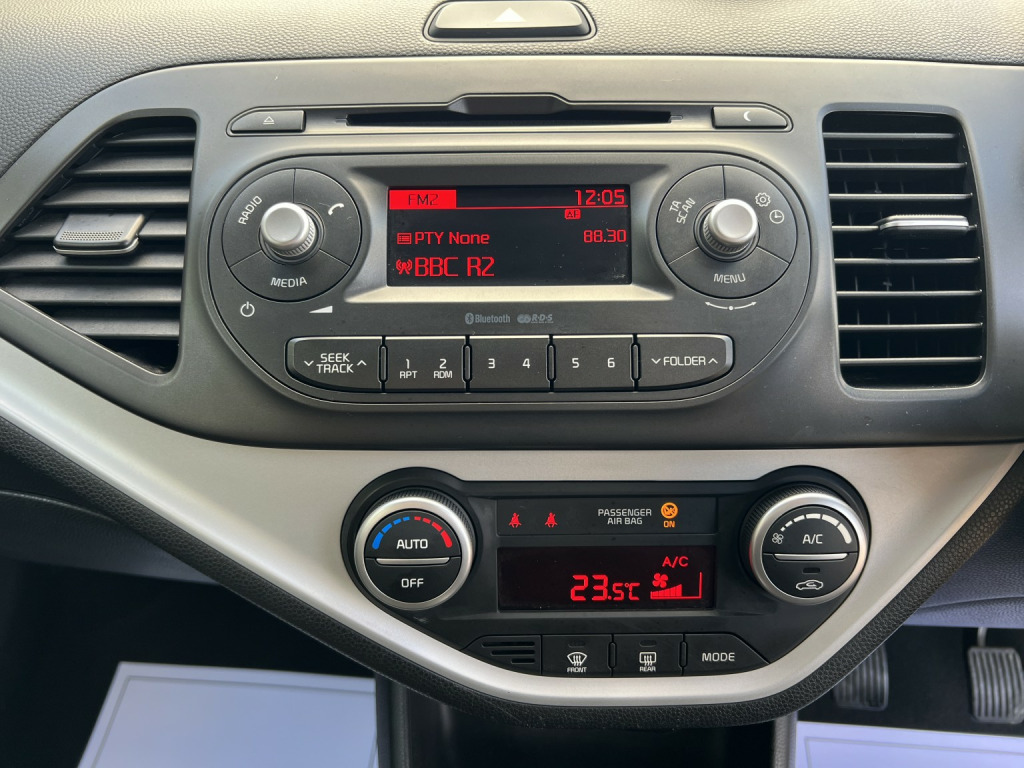 FM2 12:05
AF
PTY None 88.30
BBC R2
RADIO
MEDIA
TA
SCAN
MENU
Bluetooth R·D·S
SEEK
TRACK
1 2 3 4 5 6
RPT RDM
FOLDER
PASSENGER
AIR BAG
ON
AUTO
OFF
A/C
A/C
23.5°C
FRONT
REAR
MODE